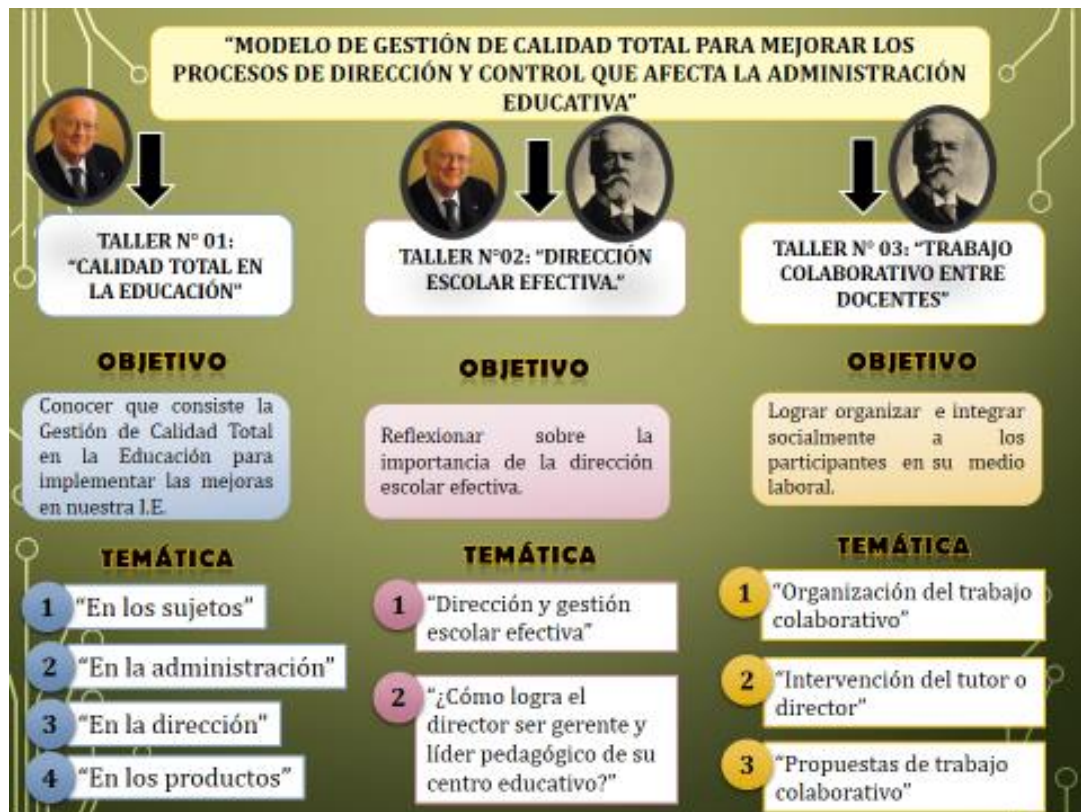 “MODELO DE GESTIÓN DE CALIDAD TOTAL PARA MEJORAR LOS
PROCESOS DE DIRECCIÓN Y CONTROL QUE AFECTA LA ADMINISTRACIÓN
EDUCATIVA”
TALLER N° 01:
“CALIDAD TOTAL EN
LA EDUCACIÓN”
OBJETIVO
Conocer que consiste la
Gestión de Calidad Total
en la Educación para
implementar las mejoras
en nuestra I.E.
TEMÁTICA
1 “En los sujetos”
2 “En la administración”
3 “En la dirección”
4 “En los productos”
TALLER N°02: “DIRECCIÓN
ESCOLAR EFECTIVA.”
OBJETIVO
Reflexionar sobre la
importancia de la dirección
escolar efectiva.
TEMÁTICA
1 “Dirección y gestión
escolar efectiva”
2 “¿Cómo logra el
director ser gerente y
líder pedagógico de su
centro educativo?”
TALLER N° 03: “TRABAJO
COLABORATIVO ENTRE
DOCENTES”
OBJETIVO
Lograr organizar e integrar
socialmente a los
participantes en su medio
laboral.
TEMÁTICA
1 “Organización del trabajo
colaborativo”
2 “Intervención del tutor o
director”
3 “Propuestas de trabajo
colaborativo”